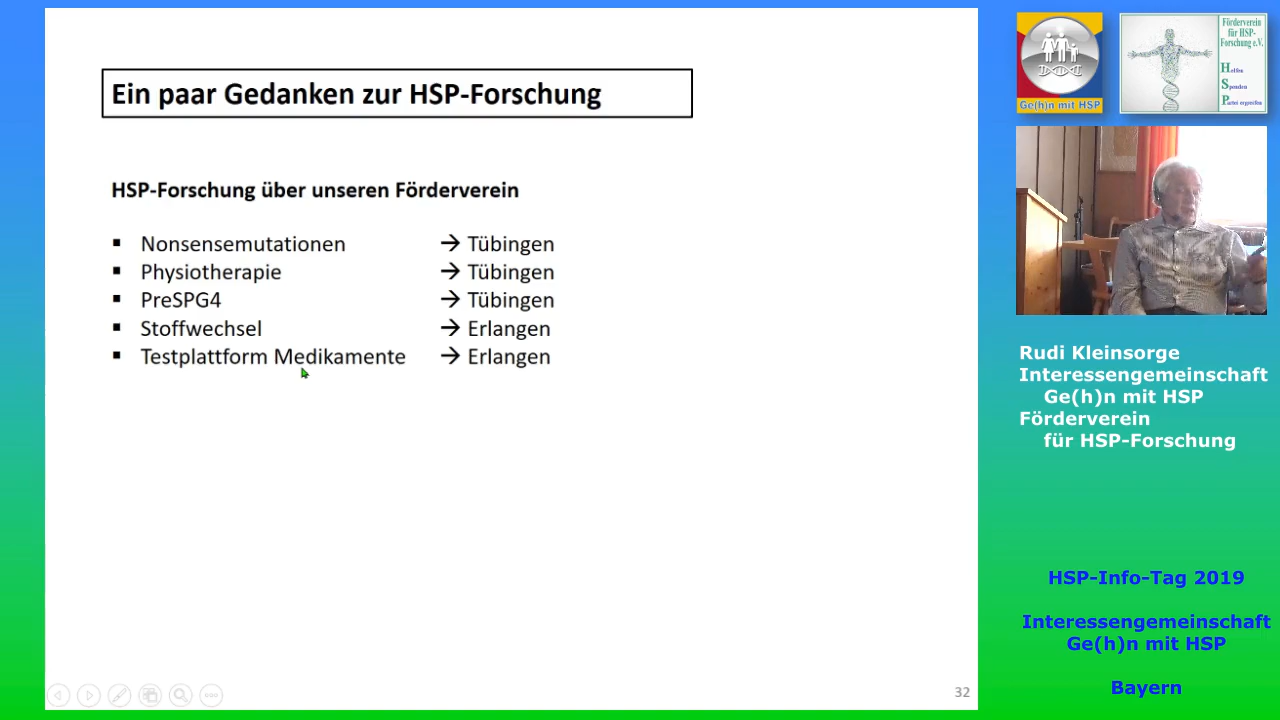 Ein paar Gedanken zur HSP-Forschung
HSP-Forschung über unseren Förderverein
▪ Nonsensemutationen → Tübingen
▪ Physiotherapie → Tübingen
▪ PreSPG4 → Tübingen
▪ Stoffwechsel → Erlangen
▪ Testplattform Medikamente → Erlangen
32
Ge(h)n mit HSP
Förderverein
für HSP-
Forschung e.V.
Helfen
Spenden
Partei ergreifen
Rudi Kleinsorge
Interessengemeinschaft
Ge(h)n mit HSP
Förderverein
für HSP-Forschung
HSP-Info-Tag 2019
Interessengemeinschaft
Ge(h)n mit HSP
Bayern